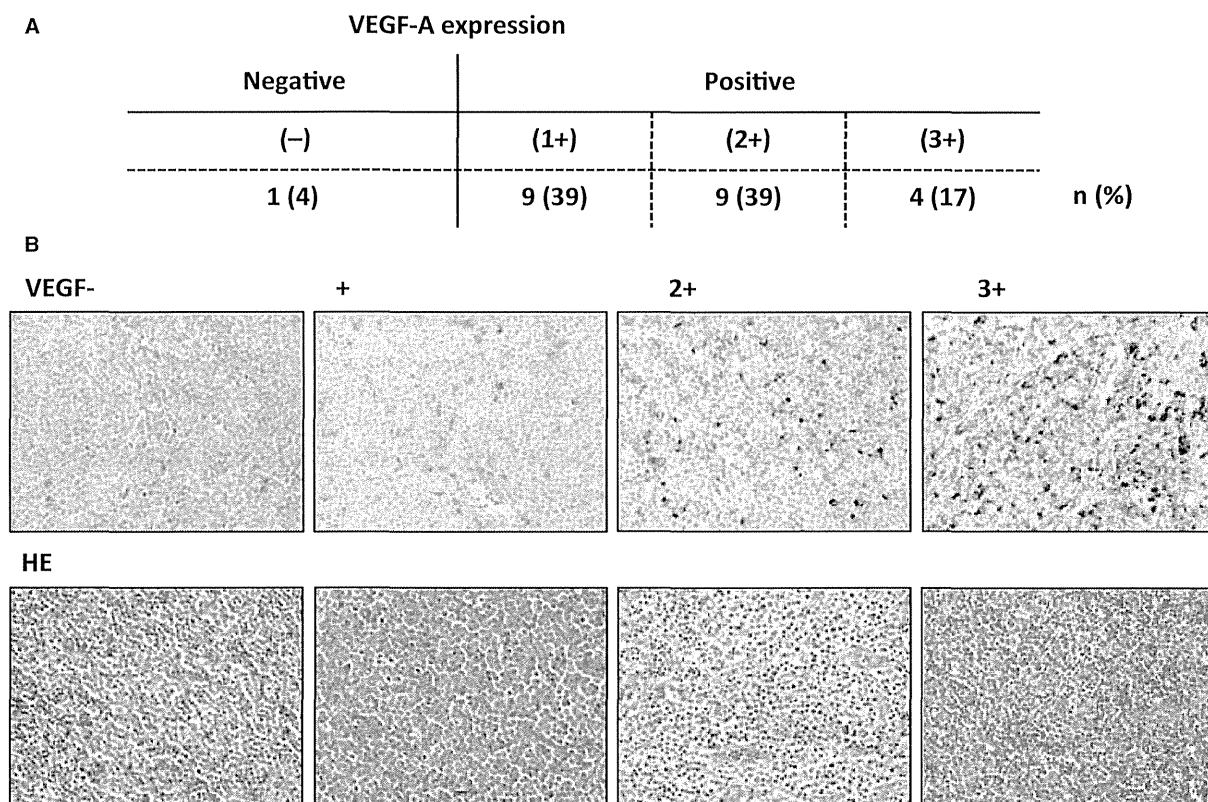 A
VEGF-A expression
Negative Positive
(–) (1+) (2+) (3+)
1 (4) 9 (39) 9 (39) 4 (17) n (%)
B
VEGF- + 2+ 3+
HE